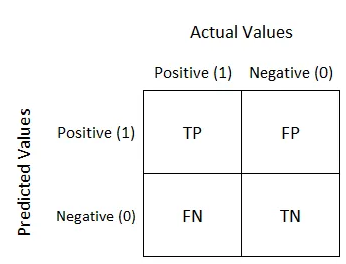 Actual Values
Positive (1) Negative (0)
Predicted Values
Positive (1) TP FP
Negative (0) FN TN